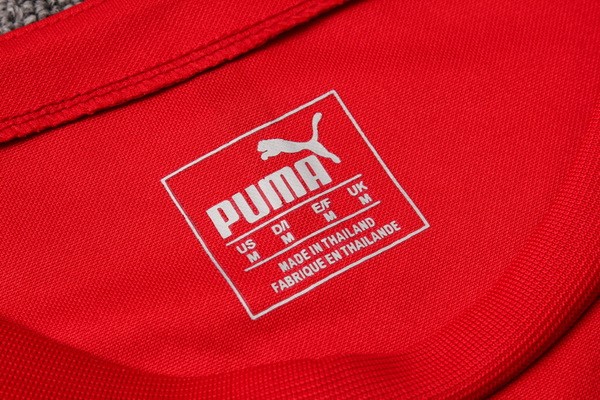 PUMA
US D/I E/F UK
M M M M
MADE IN THAILAND
FABRIQUE EN THAILANDE